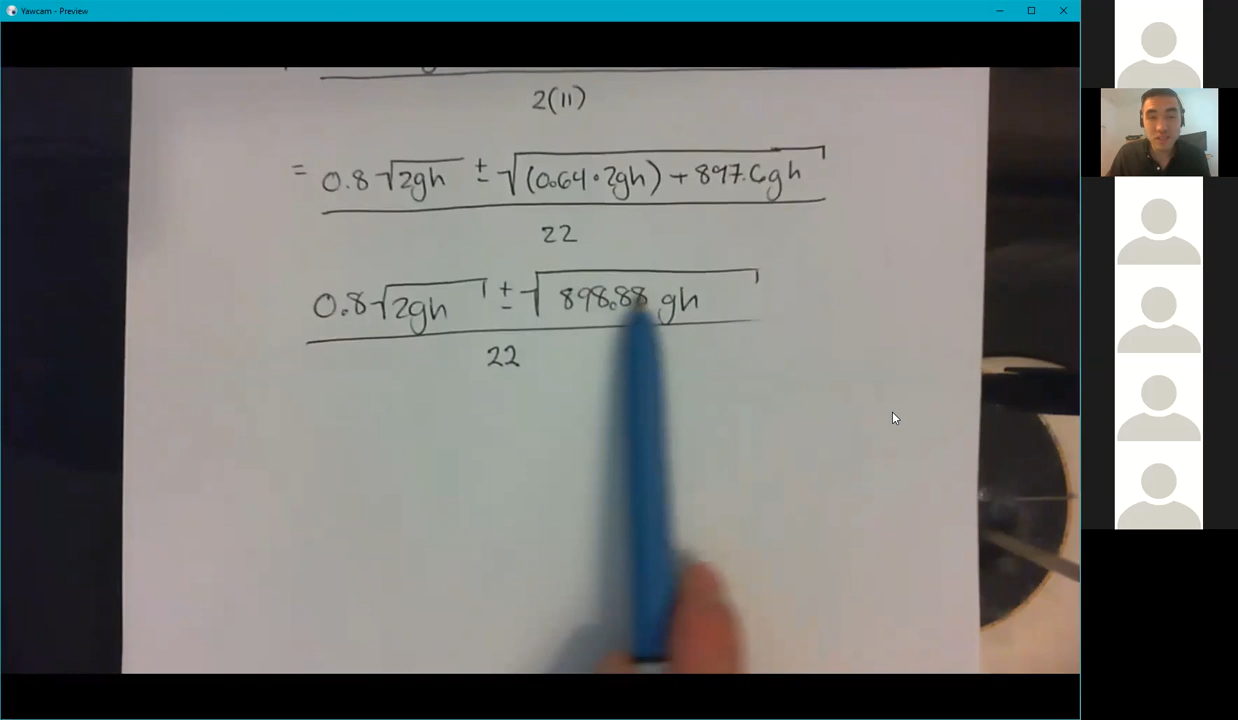 Yawcam - Preview
2(11)
= 0.8√2gh ± √(0.64·2gh) + 897.6gh
22
0.8√2gh ± √898.88 gh
22